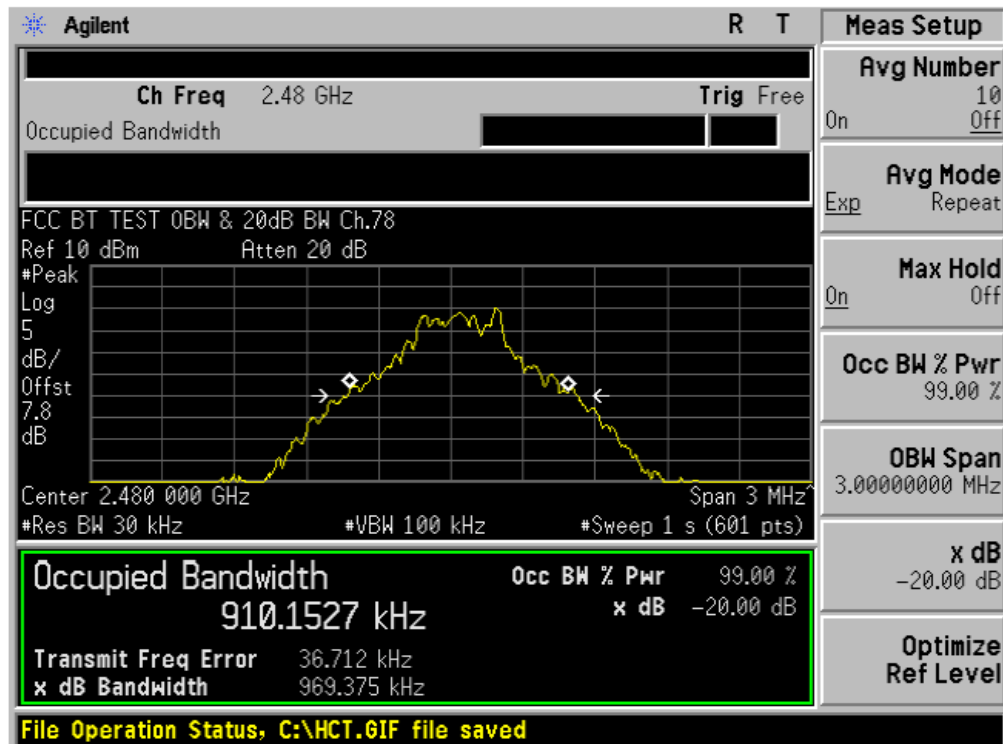 Agilent
R T
Ch Freq 2.48 GHz
Trig Free
Occupied Bandwidth
FCC BT TEST OBW & 20dB BW Ch.78
Ref 10 dBm
Atten 20 dB
#Peak
Log
5
dB/
Offst
7.8
dB
Center 2.480 000 GHz
Span 3 MHz^
#Res BW 30 kHz
#VBW 100 kHz
#Sweep 1 s (601 pts)
Occupied Bandwidth
910.1527 kHz
Occ BW % Pwr 99.00 %
x dB -20.00 dB
Transmit Freq Error 36.712 kHz
x dB Bandwidth 969.375 kHz
File Operation Status, C:\HCT.GIF file saved
Meas Setup
Avg Number
10
On Off
Avg Mode
Exp Repeat
Max Hold
On Off
Occ BW % Pwr
99.00 %
OBW Span
3.00000000 MHz
x dB
-20.00 dB
Optimize
Ref Level